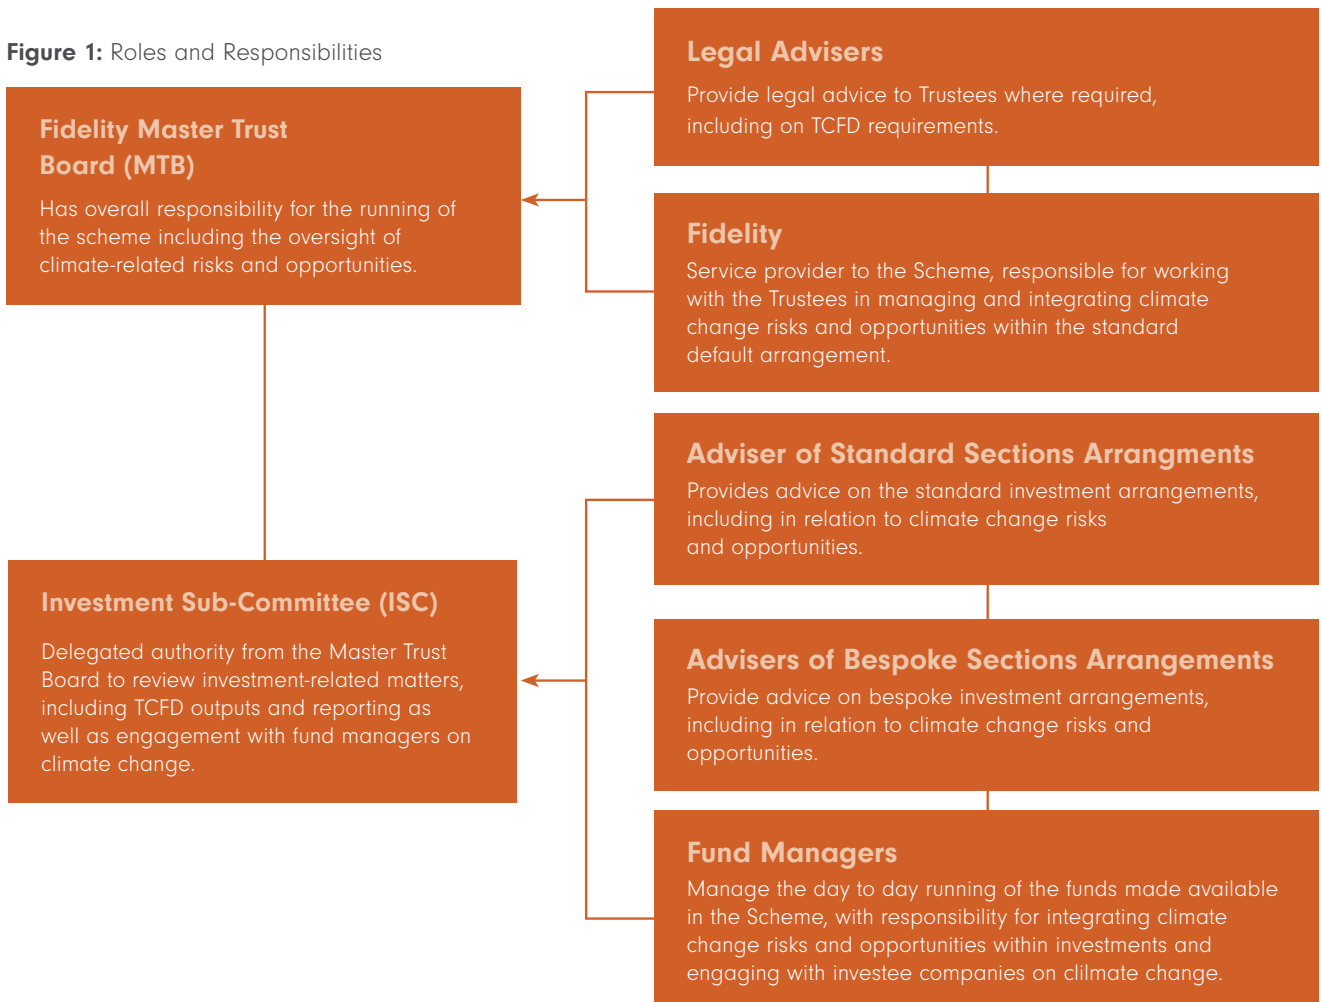 Figure 1: Roles and Responsibilities
Fidelity Master Trust
Board (MTB)
Has overall responsibility for the running of
the scheme including the oversight of
climate-related risks and opportunities.
Investment Sub-Committee (ISC)
Delegated authority from the Master Trust
Board to review investment-related matters,
including TCFD outputs and reporting as
well as engagement with fund managers on
climate change.
Legal Advisers
Provide legal advice to Trustees where required,
including on TCFD requirements.
Fidelity
Service provider to the Scheme, responsible for working
with the Trustees in managing and integrating climate
change risks and opportunities within the standard
default arrangement.
Adviser of Standard Sections Arrangments
Provides advice on the standard investment arrangements,
including in relation to climate change risks
and opportunities.
Advisers of Bespoke Sections Arrangements
Provide advice on bespoke investment arrangements,
including in relation to climate change risks and
opportunities.
Fund Managers
Manage the day to day running of the funds made available
in the Scheme, with responsibility for integrating climate
change risks and opportunities within investments and
engaging with investee companies on clilmate change.